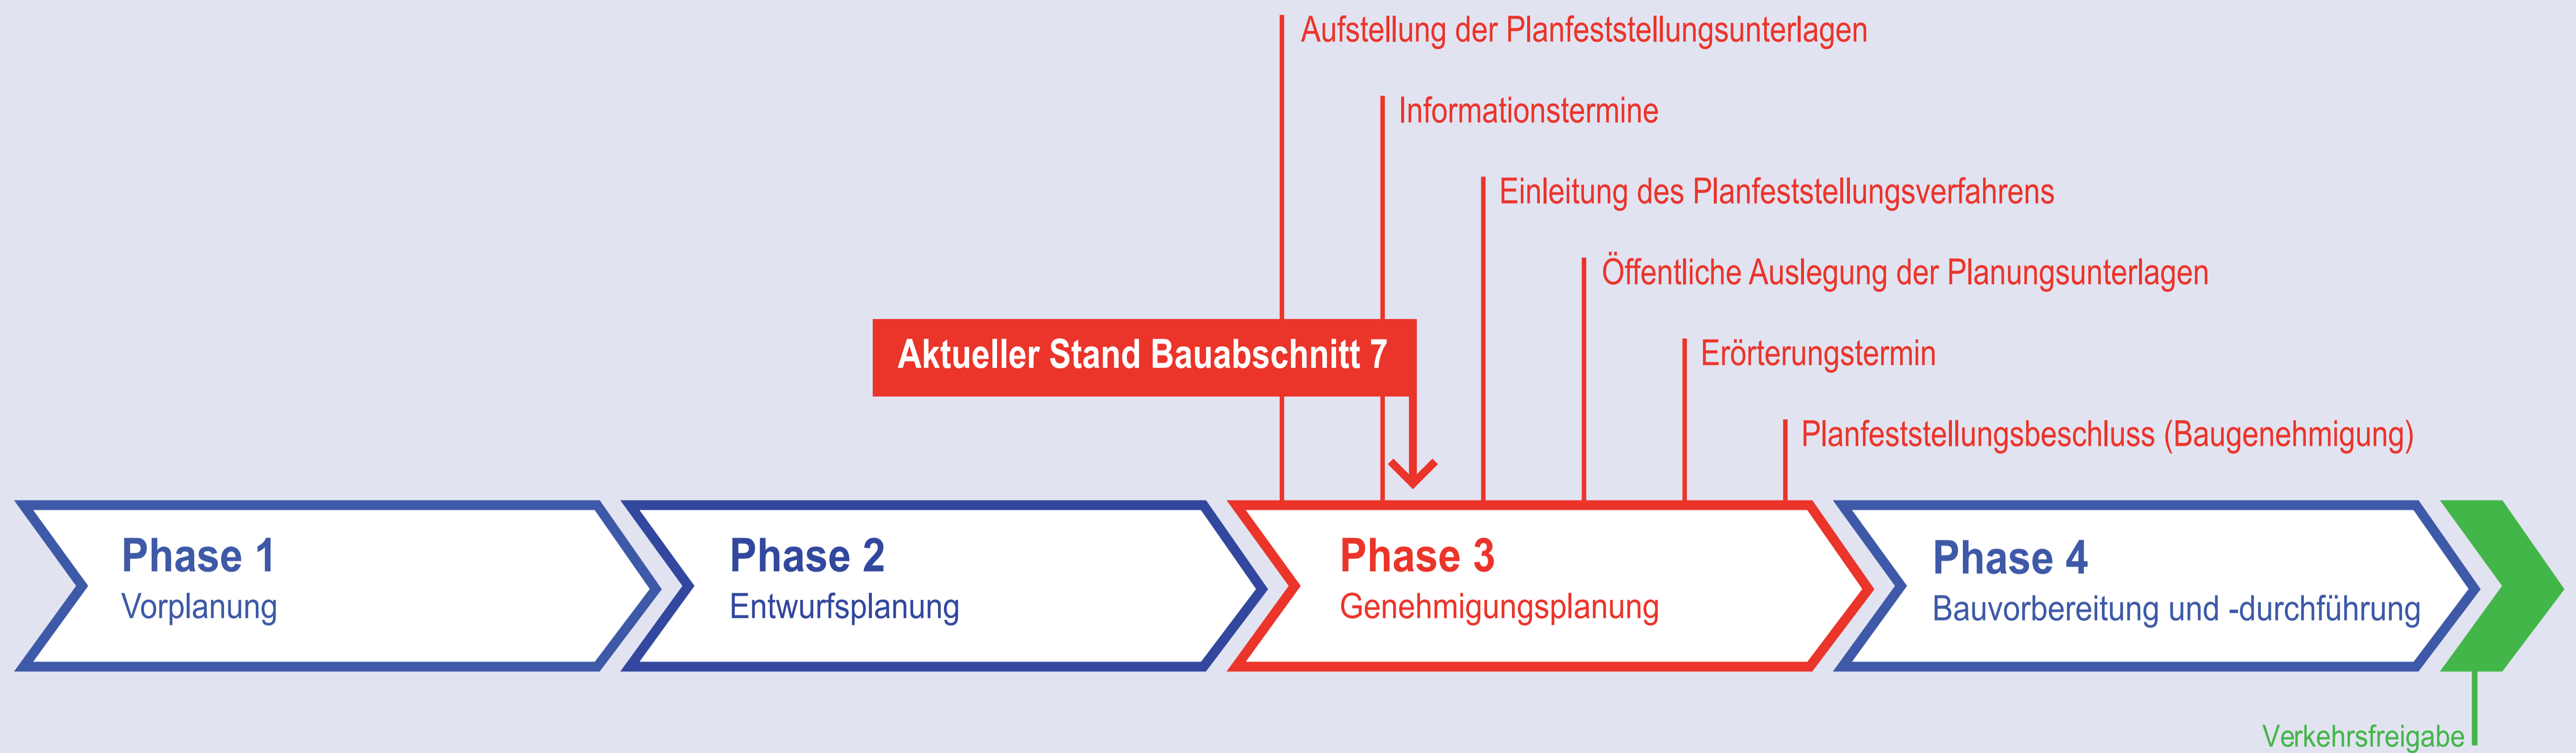 Aufstellung der Planfeststellungsunterlagen
Informationstermine
Einleitung des Planfeststellungsverfahrens
Öffentliche Auslegung der Planungsunterlagen
Aktueller Stand Bauabschnitt 7
Erörterungstermin
Planfeststellungsbeschluss (Baugenehmigung)
Phase 1
Vorplanung
Phase 2
Entwurfsplanung
Phase 3
Genehmigungsplanung
Phase 4
Bauvorbereitung und -durchführung
Verkehrsfreigabe